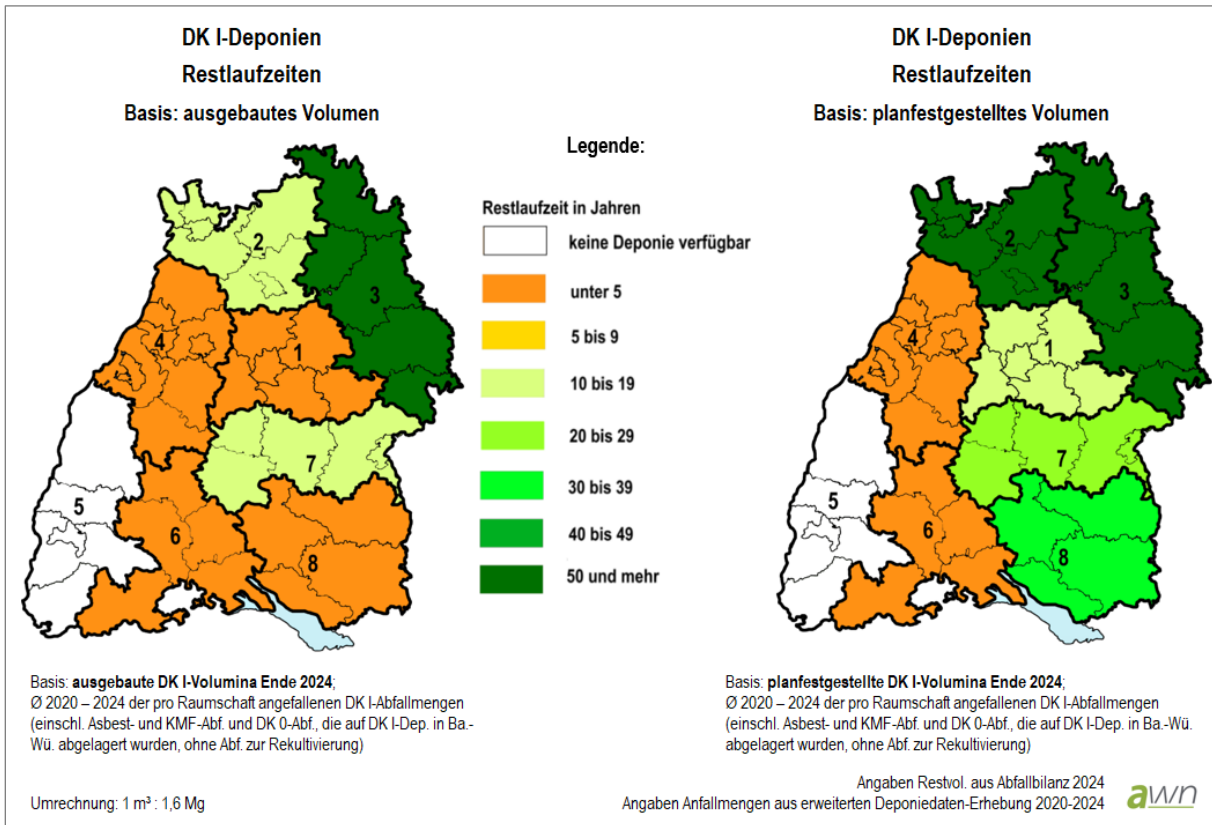 DK I-Deponien
Restlaufzeiten
Basis: ausgebautes Volumen
2
3
4
1
7
5
6
8
Basis: ausgebaute DK I-Volumina Ende 2024;
Ø 2020 – 2024 der pro Raumschaft angefallenen DK I-Abfallmengen
(einschl. Asbest- und KMF-Abf. und DK 0-Abf., die auf DK I-Dep. in Ba.-
Wü. abgelagert wurden, ohne Abf. zur Rekultivierung)
Umrechnung: 1 m³ : 1,6 Mg
Legende:
Restlaufzeit in Jahren
keine Deponie verfügbar
unter 5
5 bis 9
10 bis 19
20 bis 29
30 bis 39
40 bis 49
50 und mehr
DK I-Deponien
Restlaufzeiten
Basis: planfestgestelltes Volumen
2
3
4
1
7
5
6
8
Basis: planfestgestellte DK I-Volumina Ende 2024;
Ø 2020 – 2024 der pro Raumschaft angefallenen DK I-Abfallmengen
(einschl. Asbest- und KMF-Abf. und DK 0-Abf., die auf DK I-Dep. in Ba.-Wü.
abgelagert wurden, ohne Abf. zur Rekultivierung)
Angaben Restvol. aus Abfallbilanz 2024
Angaben Anfallmengen aus erweiterten Deponiedaten-Erhebung 2020-2024
awn